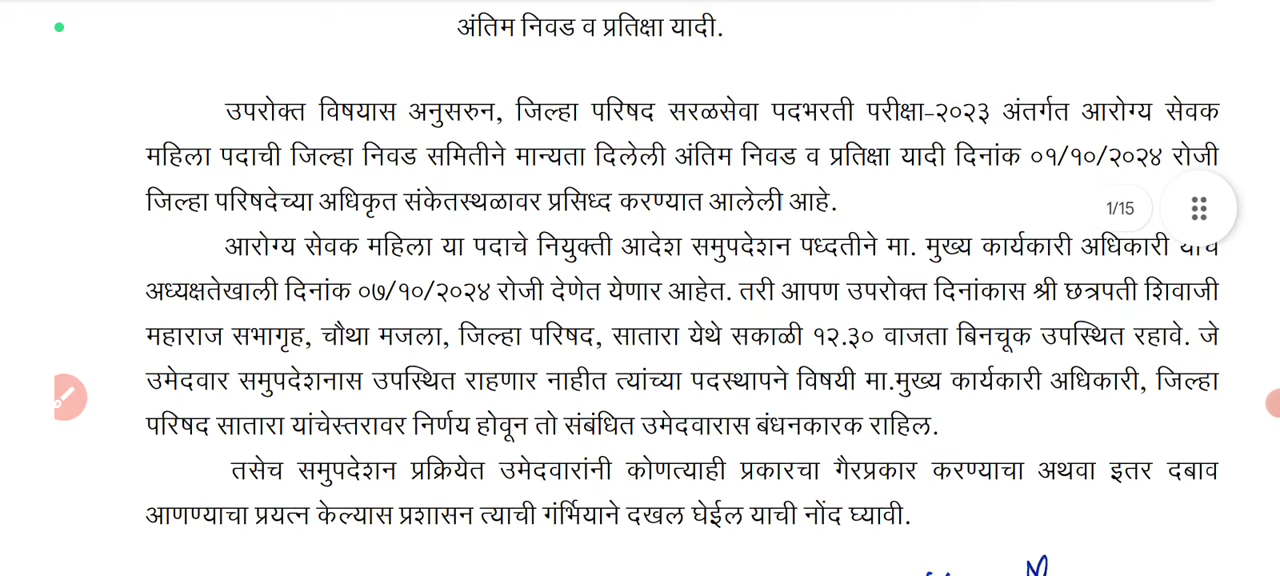 अंतिम निवड व प्रतिक्षा यादी.
उपरोक्त विषयास अनुसरुन, जिल्हा परिषद सरळसेवा पदभरती परीक्षा-२०२३ अंतर्गत आरोग्य सेवक
महिला पदाची जिल्हा निवड समितीने मान्यता दिलेली अंतिम निवड व प्रतिक्षा यादी दिनांक ०१/१०/२०२४ रोजी
जिल्हा परिषदेच्या अधिकृत संकेतस्थळावर प्रसिध्द करण्यात आलेली आहे.
1/15
आरोग्य सेवक महिला या पदाचे नियुक्ती आदेश समुपदेशन पध्दतीने मा. मुख्य कार्यकारी अधिकारी
अध्यक्षतेखाली दिनांक ०७/१०/२०२४ रोजी देणेत येणार आहेत. तरी आपण उपरोक्त दिनांकास श्री छत्रपती शिवाजी
महाराज सभागृह, चौथा मजला, जिल्हा परिषद, सातारा येथे सकाळी १२.३० वाजता बिनचूक उपस्थित रहावे. जे
उमेदवार समुपदेशनास उपस्थित राहणार नाहीत त्यांच्या पदस्थापने विषयी मा.मुख्य कार्यकारी अधिकारी, जिल्हा
परिषद सातारा यांचेस्तरावर निर्णय होवून तो संबंधित उमेदवारास बंधनकारक राहिल.
तसेच समुपदेशन प्रक्रियेत उमेदवारांनी कोणत्याही प्रकारचा गैरप्रकार करण्याचा अथवा इतर दबाव
आणण्याचा प्रयत्न केल्यास प्रशासन त्याची गंर्भियाने दखल घेईल याची नोंद घ्यावी.